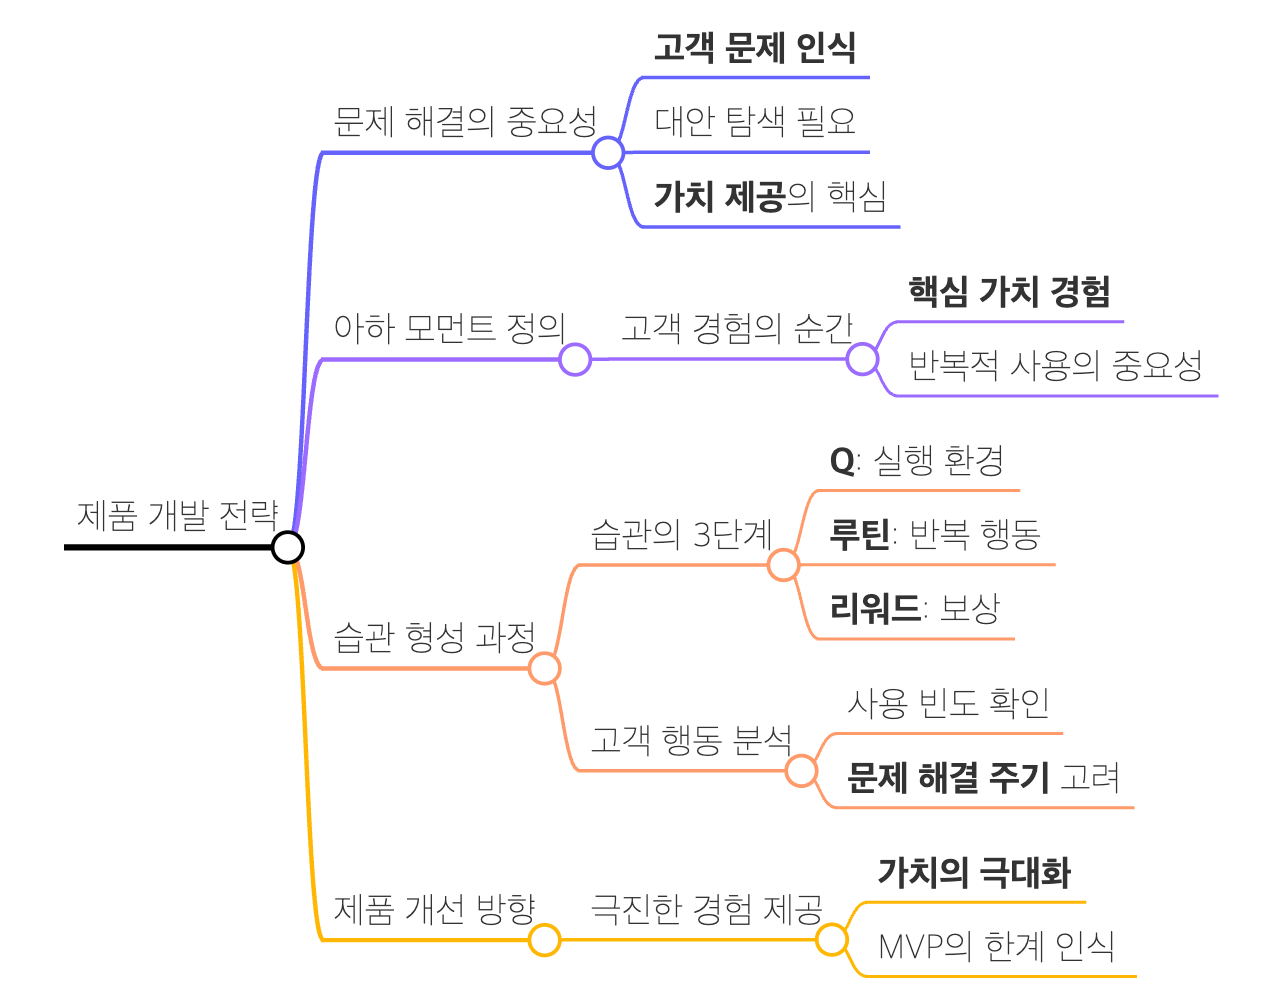 제품 개발 전략
문제 해결의 중요성
고객 문제 인식
대안 탐색 필요
가치 제공의 핵심
아하 모먼트 정의
고객 경험의 순간
핵심 가치 경험
반복적 사용의 중요성
습관 형성 과정
습관의 3단계
Q: 실행 환경
루틴: 반복 행동
리워드: 보상
고객 행동 분석
사용 빈도 확인
문제 해결 주기 고려
제품 개선 방향
극진한 경험 제공
가치의 극대화
MVP의 한계 인식